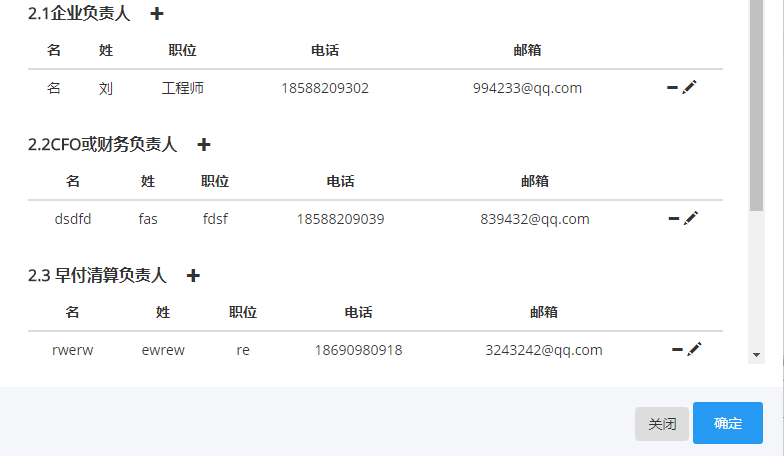 2.1企业负责人
名 姓 职位 电话 邮箱
名 刘 工程师 18588209302 994233@qq.com
2.2CFO或财务负责人
名 姓 职位 电话 邮箱
dsdfd fas fdsf 18588209039 839432@qq.com
2.3 早付清算负责人
名 姓 职位 电话 邮箱
rwerw ewrew re 18690980918 3243242@qq.com
关闭 确定